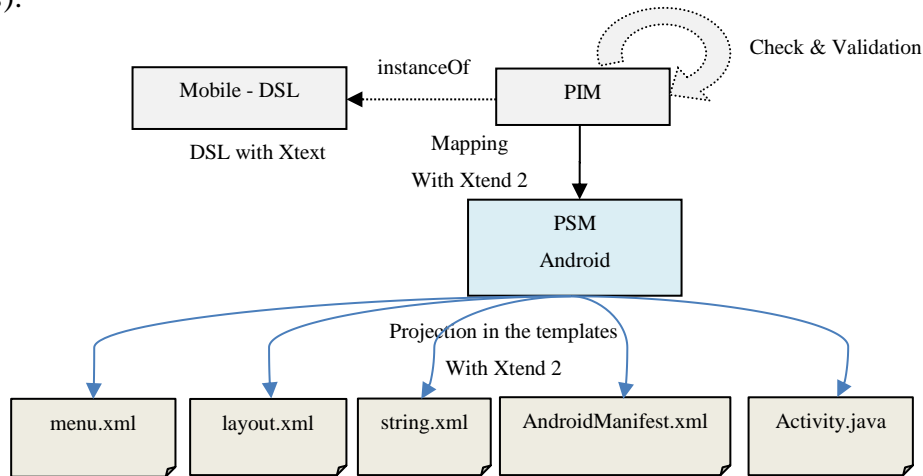 ).
Check & Validation
instanceOf
Mobile - DSL
PIM
DSL with Xtext
Mapping
With Xtend 2
PSM
Android
Projection in the templates
With Xtend 2
menu.xml
layout.xml
string.xml
AndroidManifest.xml
Activity.java